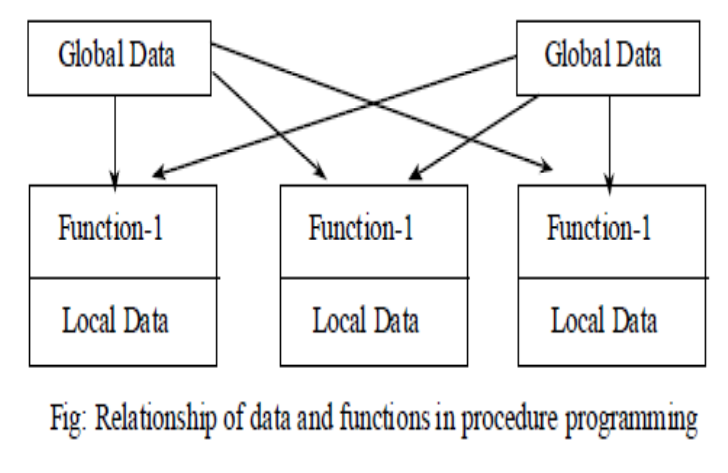 Global Data
Global Data
Function-1
Function-1
Function-1
Local Data
Local Data
Local Data
Fig: Relationship of data and functions in procedure programming